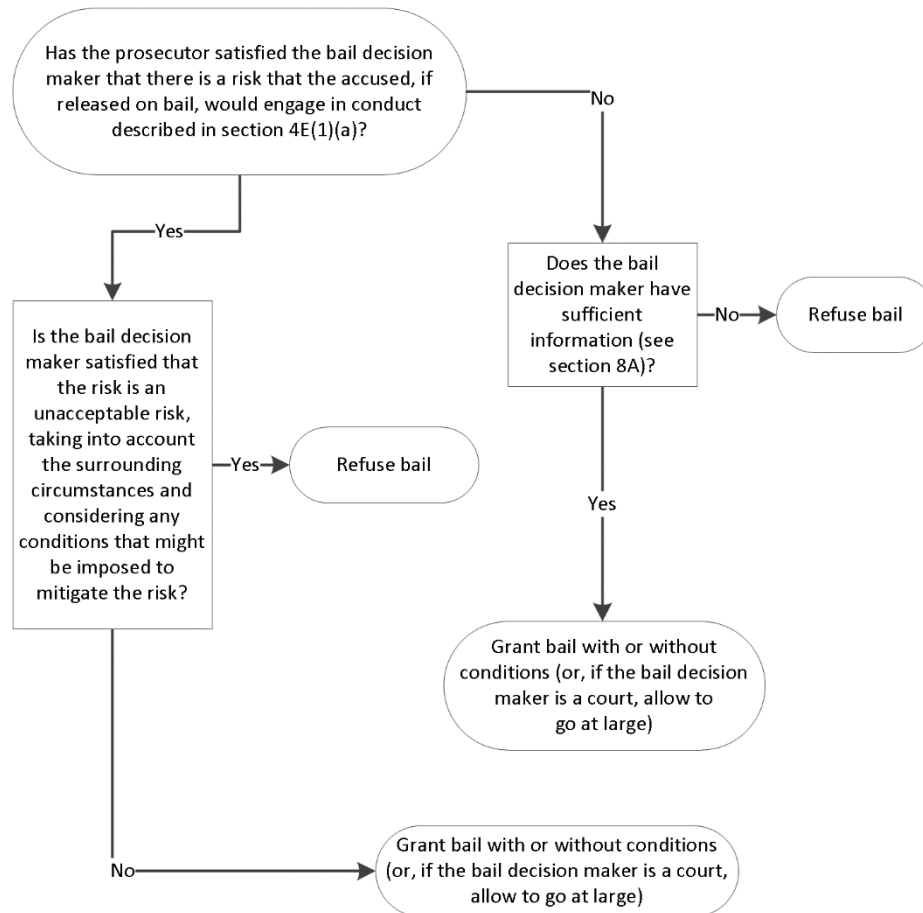 Has the prosecutor satisfied the bail decision
maker that there is a risk that the accused, if
released on bail, would engage in conduct
described in section 4E(1)(a)?
No
Yes
Does the bail
decision maker have
sufficient
information (see
section 8A)?
No
Refuse bail
Is the bail decision
maker satisfied that
the risk is an
unacceptable risk,
taking into account
the surrounding
circumstances and
considering any
conditions that might
be imposed to
mitigate the risk?
Yes
Refuse bail
Yes
Grant bail with or without
conditions (or, if the bail decision
maker is a court, allow to
go at large)
No
Grant bail with or without conditions
(or, if the bail decision maker is a court,
allow to go at large)